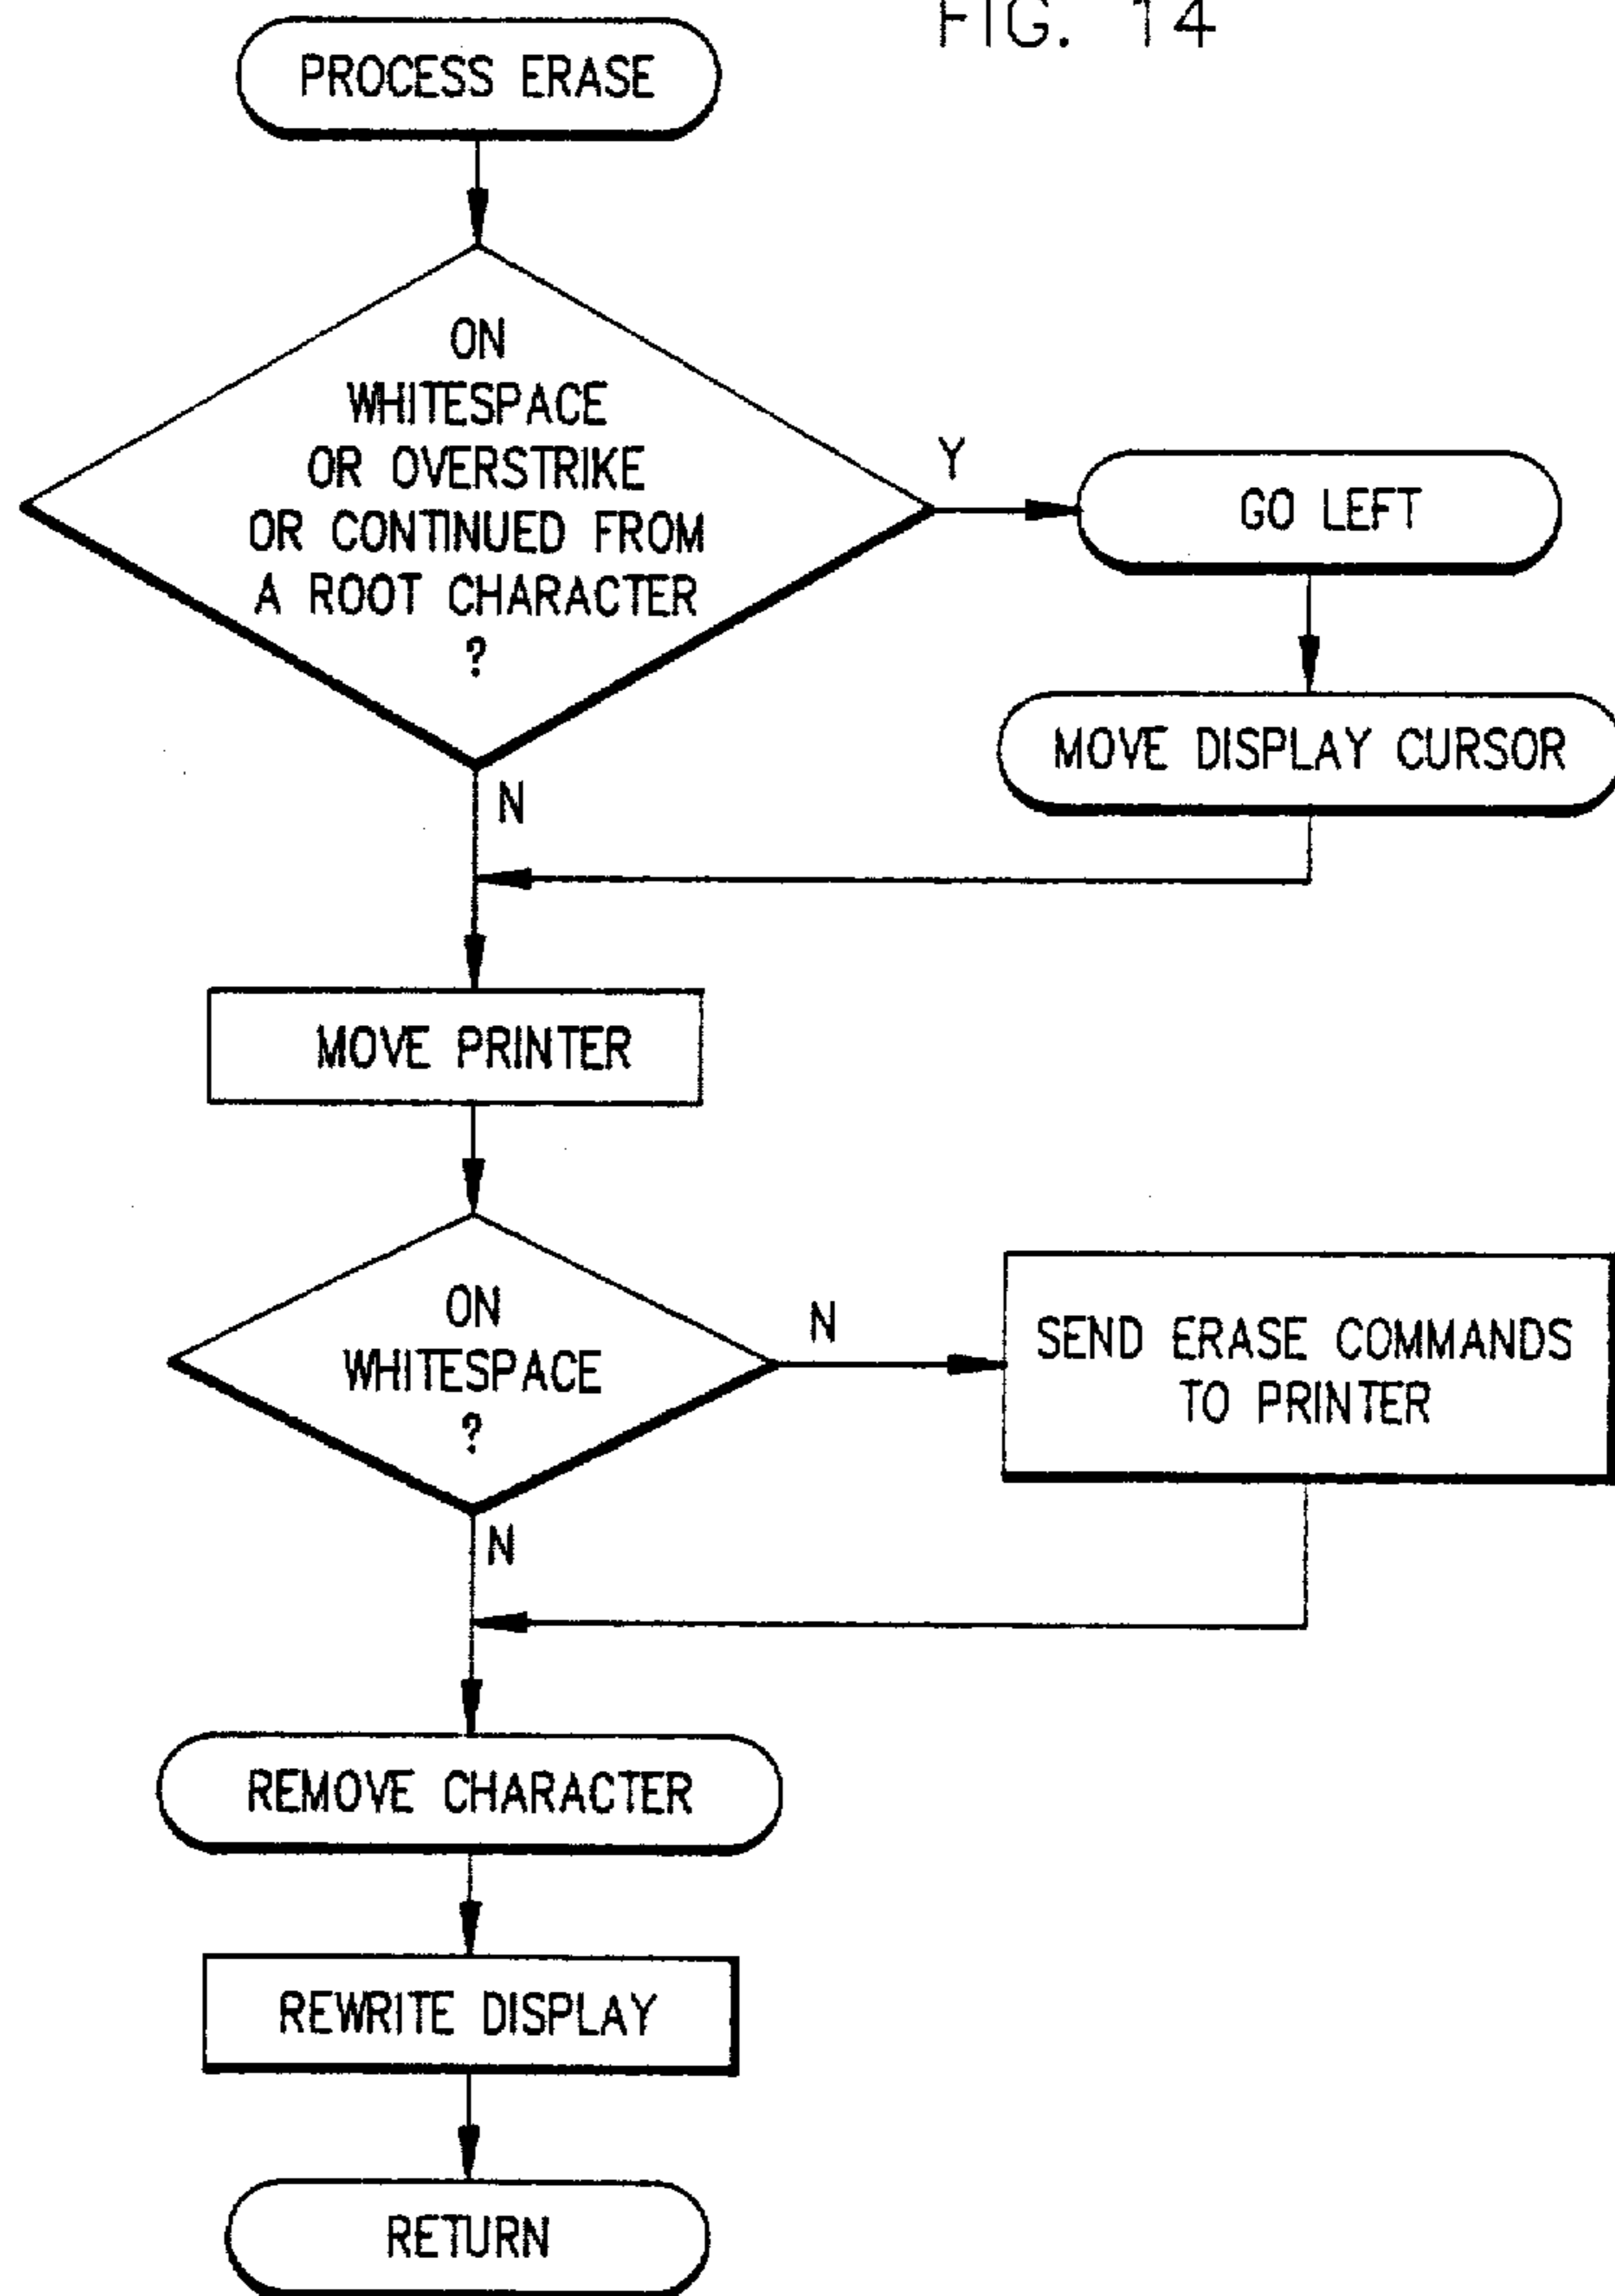 FIG. 14
PROCESS ERASE
ON
WHITESPACE
OR OVERSTRIKE
OR CONTINUED FROM
A ROOT CHARACTER
?
Y
GO LEFT
MOVE DISPLAY CURSOR
N
MOVE PRINTER
ON
WHITESPACE
?
N
SEND ERASE COMMANDS
TO PRINTER
N
REMOVE CHARACTER
REWRITE DISPLAY
RETURN